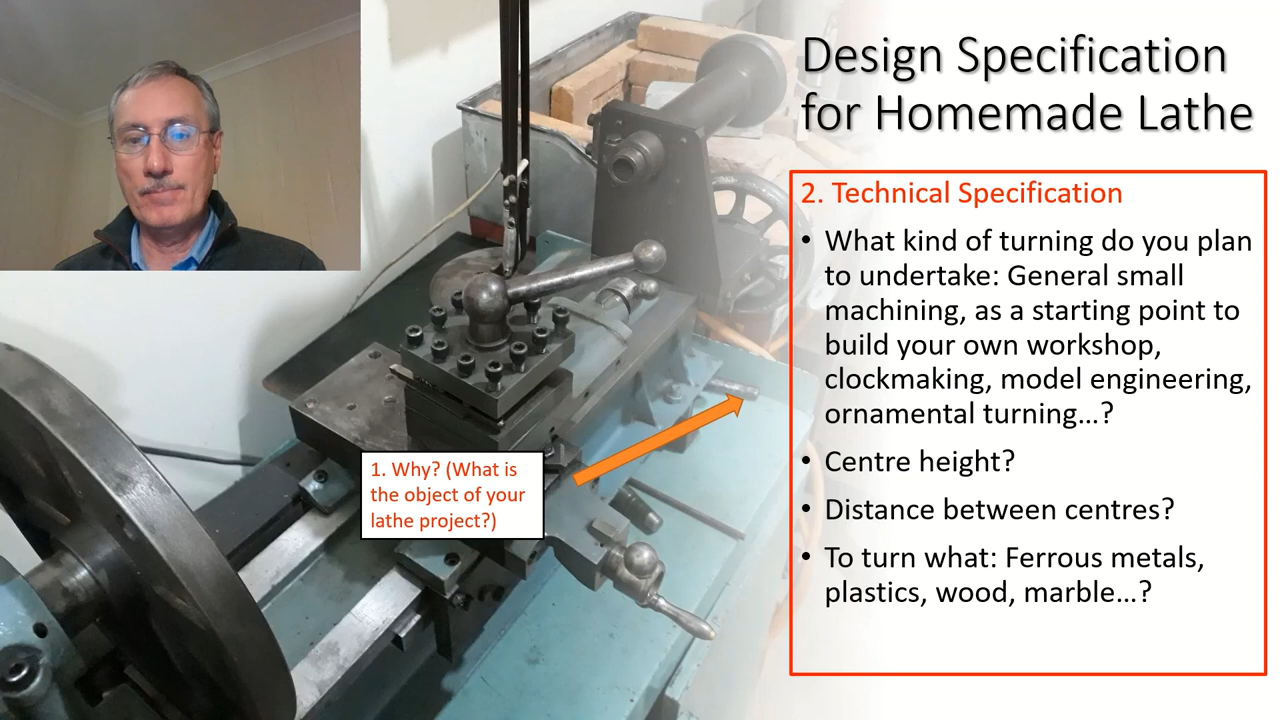 Design Specification
for Homemade Lathe
2. Technical Specification
• What kind of turning do you plan
to undertake: General small
machining, as a starting point to
build your own workshop,
clockmaking, model engineering,
ornamental turning…?
• Centre height?
• Distance between centres?
• To turn what: Ferrous metals,
plastics, wood, marble…?
1. Why? (What is
the object of your
lathe project?)